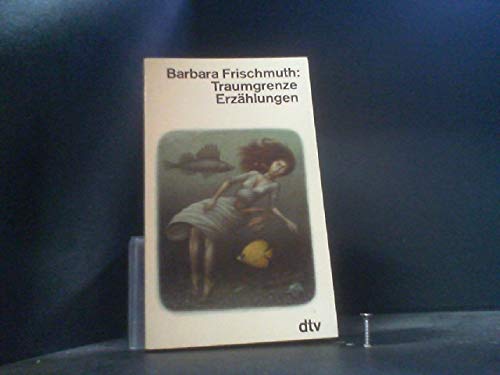 Barbara Frischmuth:
Traumgrenze
Erzählungen
dtv